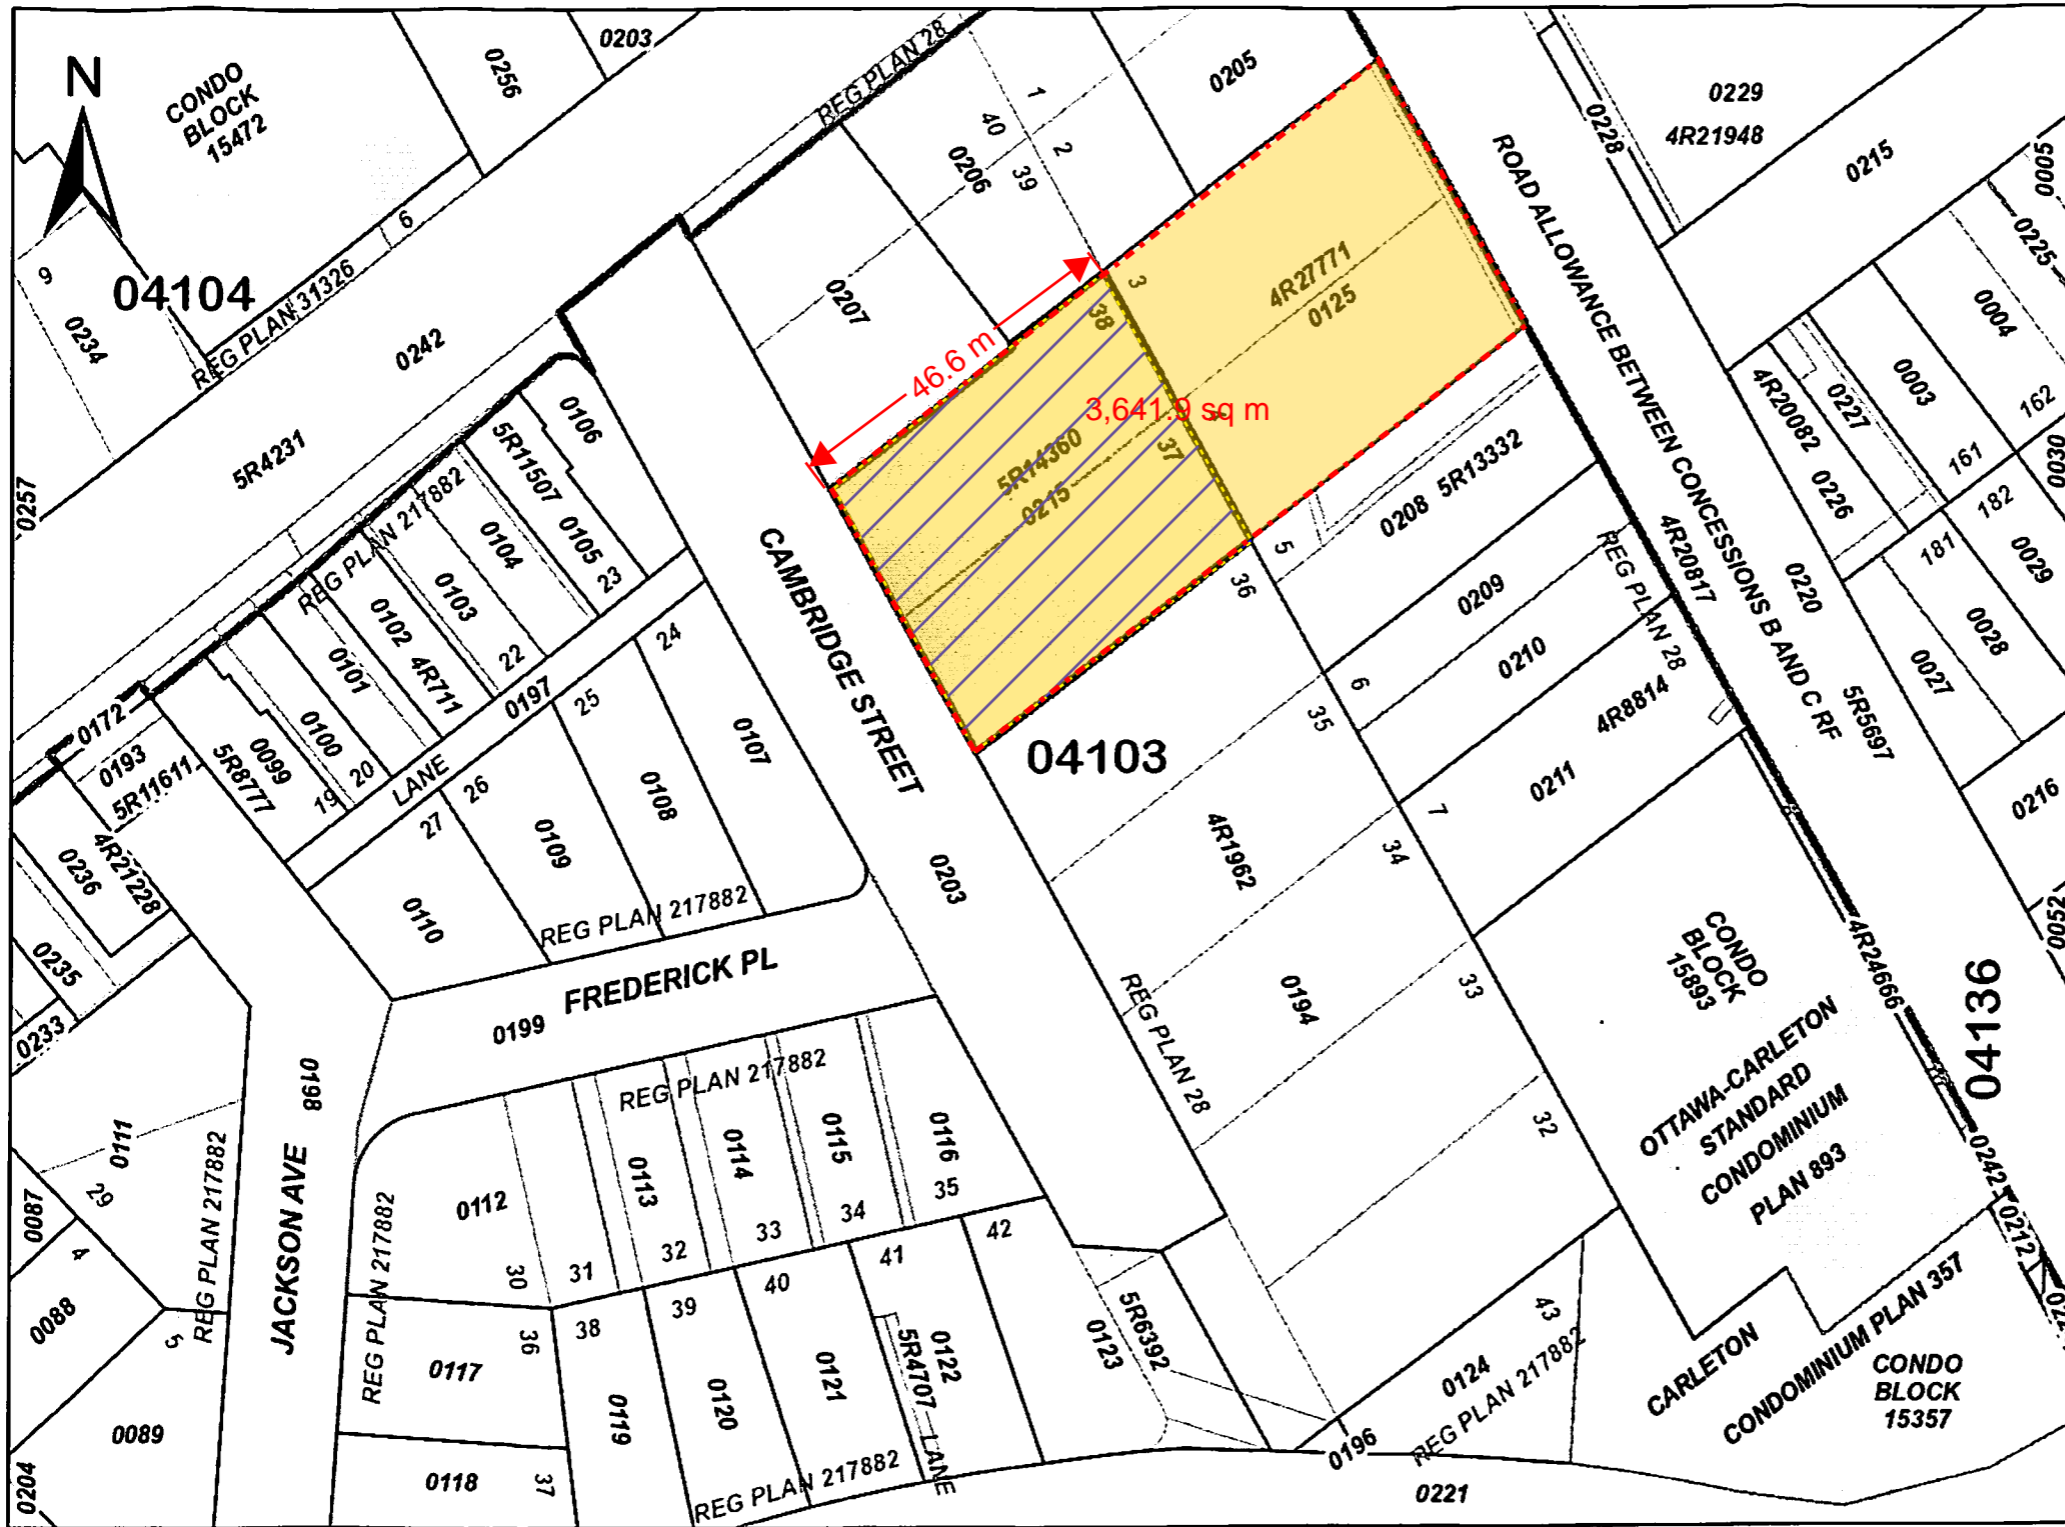 N
CONDO
BLOCK
15472
0256
0203
REG PLAN 28
0205
0229
4R21948
0228
0215
0005
0225
0004
0003
162
161
0030
9
0234
04104
REG PLAN 31326
6
0242
5R4231
0257
1
2
40
39
0206
0207
3
38
4R27771
0125
46.6 m
3,641.9 sq m
5R14360
0215
37
ROAD ALLOWANCE BETWEEN CONCESSIONS B AND C RF
4R20082
0227
0226
182
181
0029
0028
0027
0220
5R5697
0216
0052
0106
5R11507
0105
23
0104
REG PLAN 217882
0103
22
0102
4R711
0101
0100
20
0099
19
5R8777
0197
LANE
0172
0193
5R11611
4R21228
0236
0235
0233
24
25
26
27
0107
0108
0109
0110
REG PLAN 217882
CAMBRIDGE STREET
0203
04103
36
5
0208
5R13332
0209
0210
REG PLAN 28
4R20817
6
35
4R8814
0211
7
34
4R1962
33
0194
REG PLAN 28
32
CONDO
BLOCK
15893
4R24666
04136
OTTAWA-CARLETON
STANDARD
CONDOMINIUM
PLAN 893
0242
0212
FREDERICK PL
0199
REG PLAN 217882
0198
JACKSON AVE
0111
29
REG PLAN 217882
0087
4
0088
5
0089
0204
REG PLAN 217882
0112
30
31
0113
32
0114
33
0115
34
0116
35
36
0117
37
0118
38
0119
39
0120
40
0121
41
0122
5R4707
LANE
42
REG PLAN 217882
5R6392
0123
0196
0124
43
REG PLAN 217882
0221
CARLETON
CONDOMINIUM PLAN 357
CONDO
BLOCK
15357